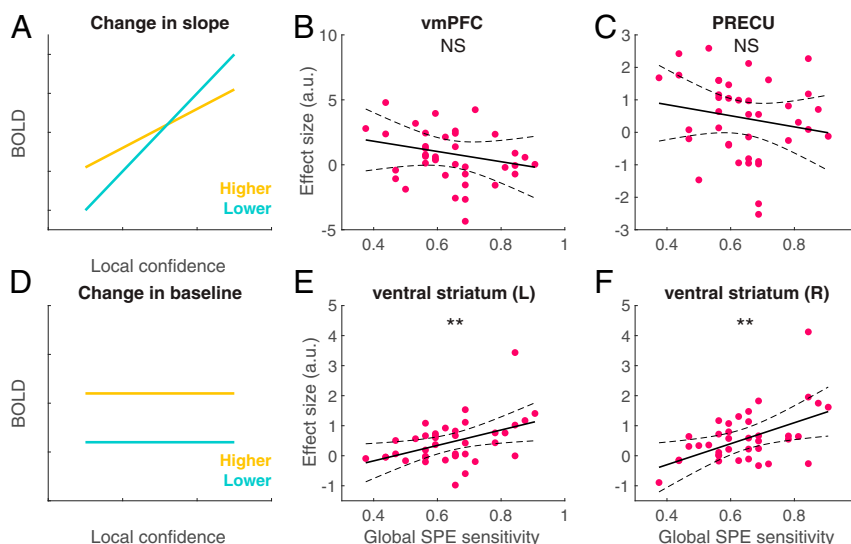 A
Change in slope
BOLD
Higher
Lower
Local confidence
B
vmPFC
NS
Effect size (a.u.)
10
5
0
-5
0.4
0.6
0.8
1
C
PRECU
NS
3
2
1
0
-1
-2
-3
0.4
0.6
0.8
1
D
Change in baseline
BOLD
Higher
Lower
Local confidence
E
ventral striatum (L)
**
Effect size (a.u.)
5
4
3
2
1
0
-1
0.4
0.6
0.8
1
Global SPE sensitivity
F
ventral striatum (R)
**
5
4
3
2
1
0
-1
0.4
0.6
0.8
1
Global SPE sensitivity